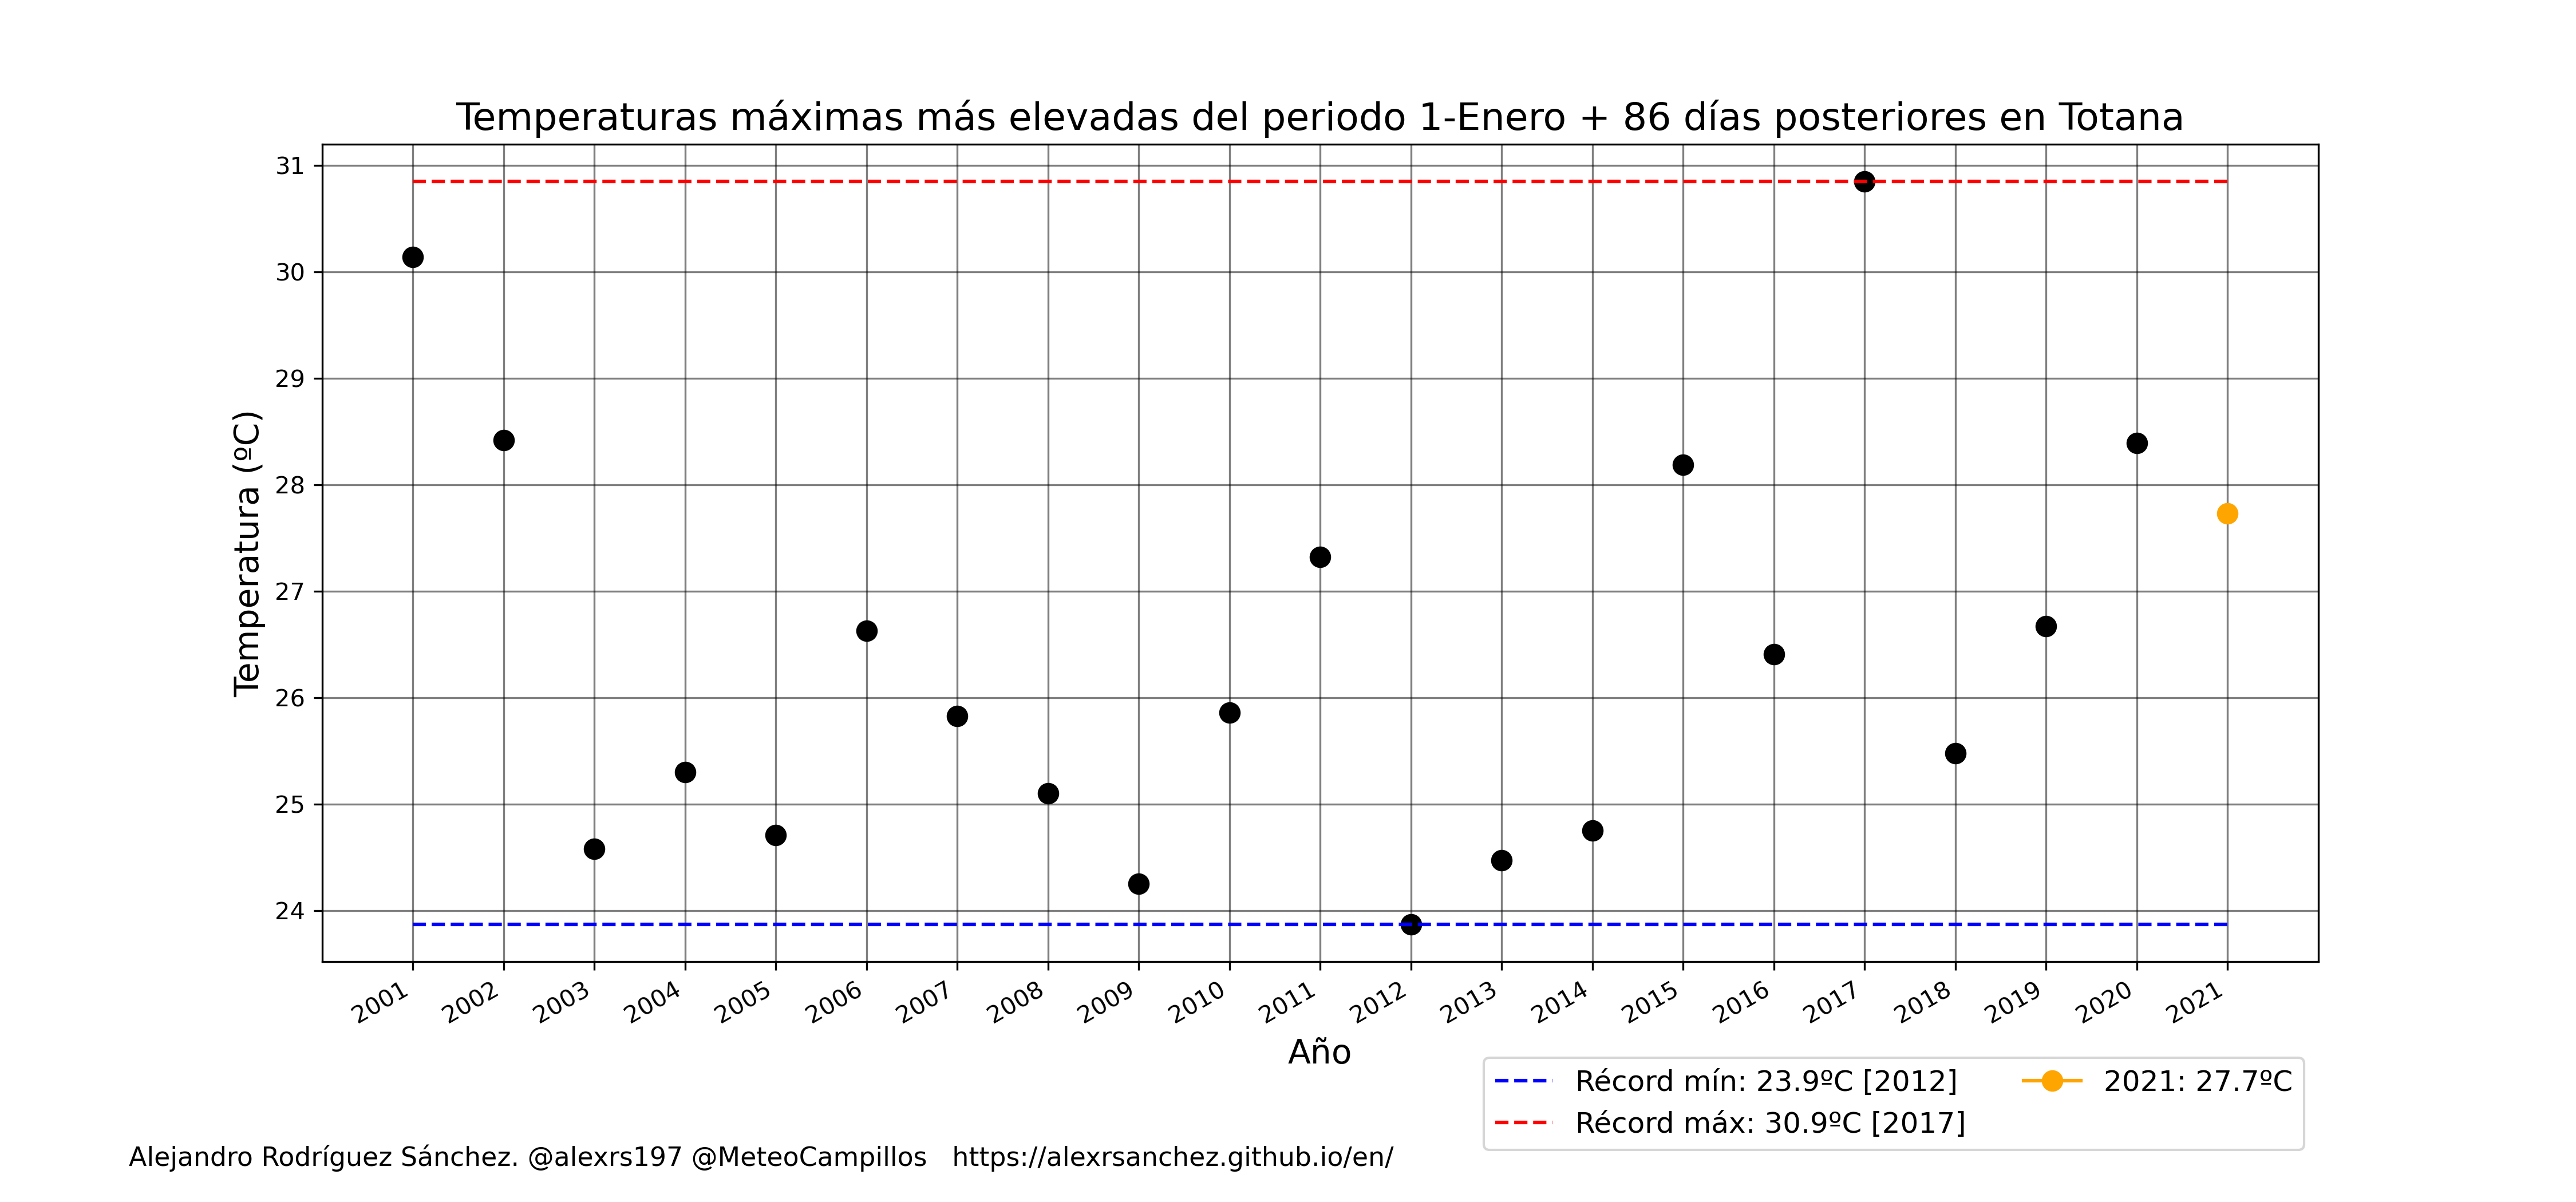 Temperaturas máximas más elevadas del periodo 1-Enero + 86 días posteriores en Totana
Temperatura (ºC)
31
30
29
28
27
26
25
24
2001 2002 2003 2004 2005 2006 2007 2008 2009 2010 2011 2012 2013 2014 2015 2016 2017 2018 2019 2020 2021
Año
Récord mín: 23.9ºC [2012]
Récord máx: 30.9ºC [2017]
2021: 27.7ºC
Alejandro Rodríguez Sánchez. @alexrs197 @MeteoCampillos https://alexrsanchez.github.io/en/